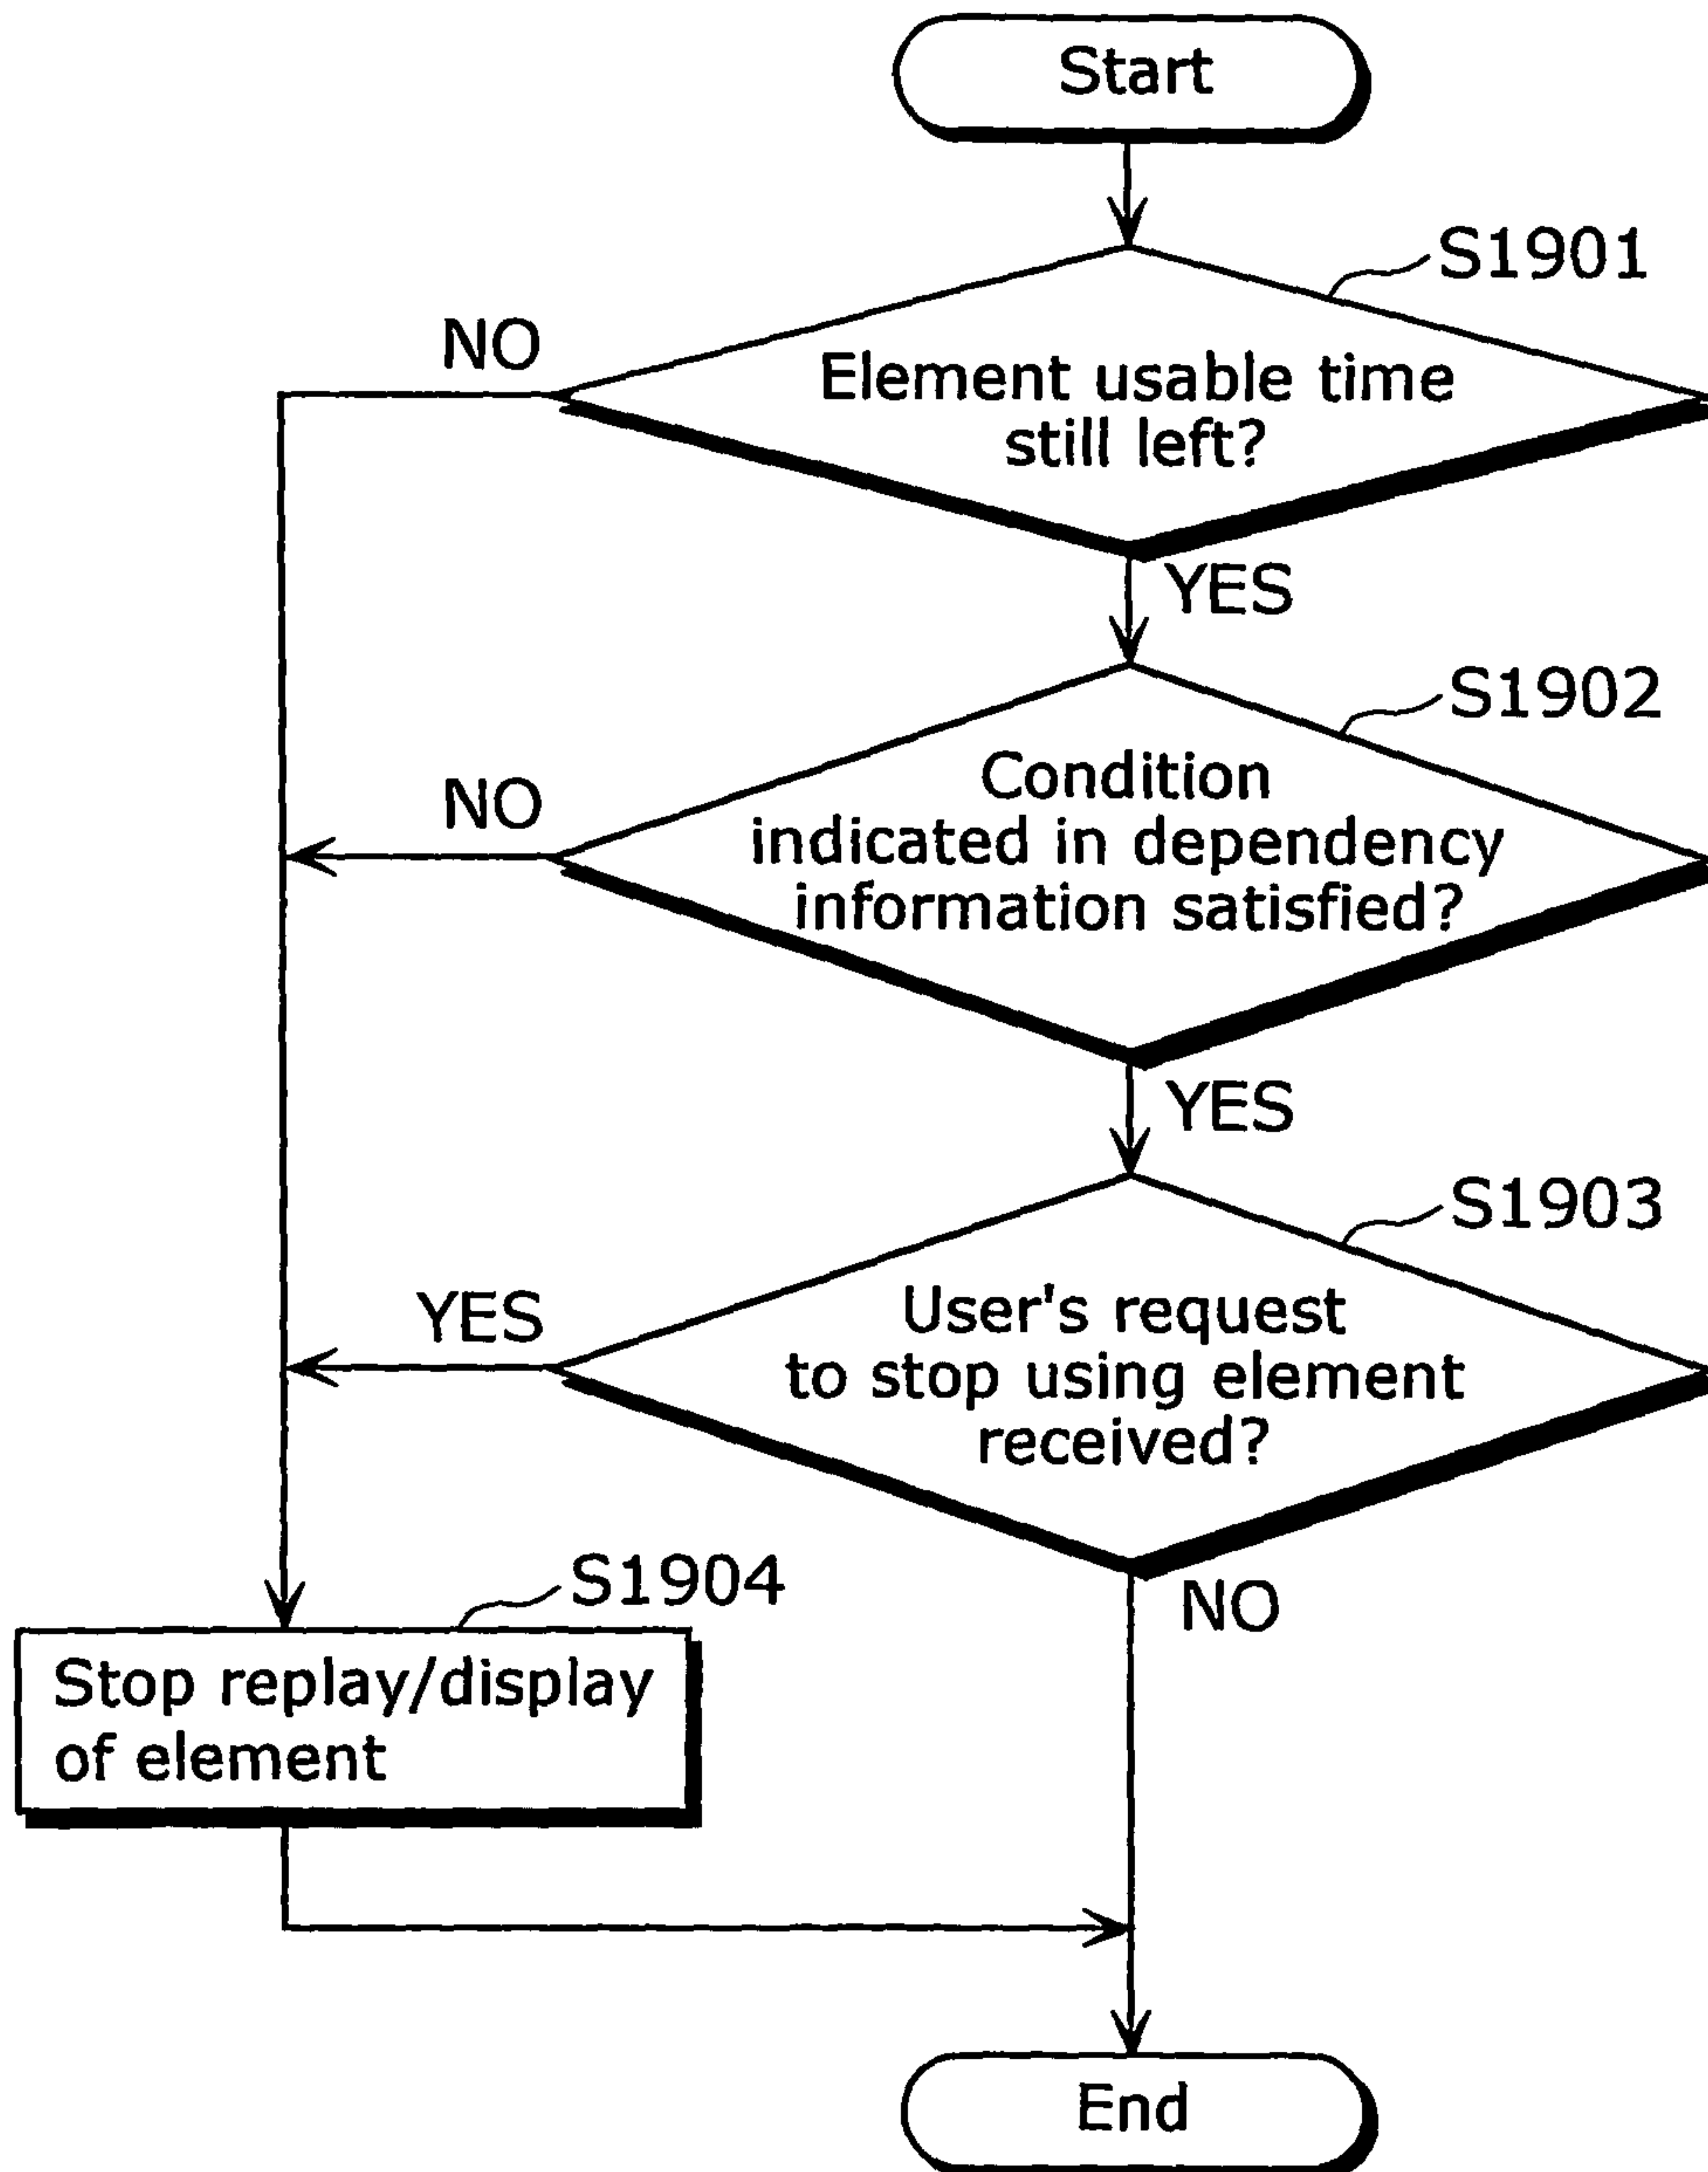 Start
S1901
NO
Element usable time
still left?
YES
S1902
NO
Condition
indicated in dependency
information satisfied?
YES
S1903
YES
User's request
to stop using element
received?
NO
S1904
Stop replay/display
of element
End